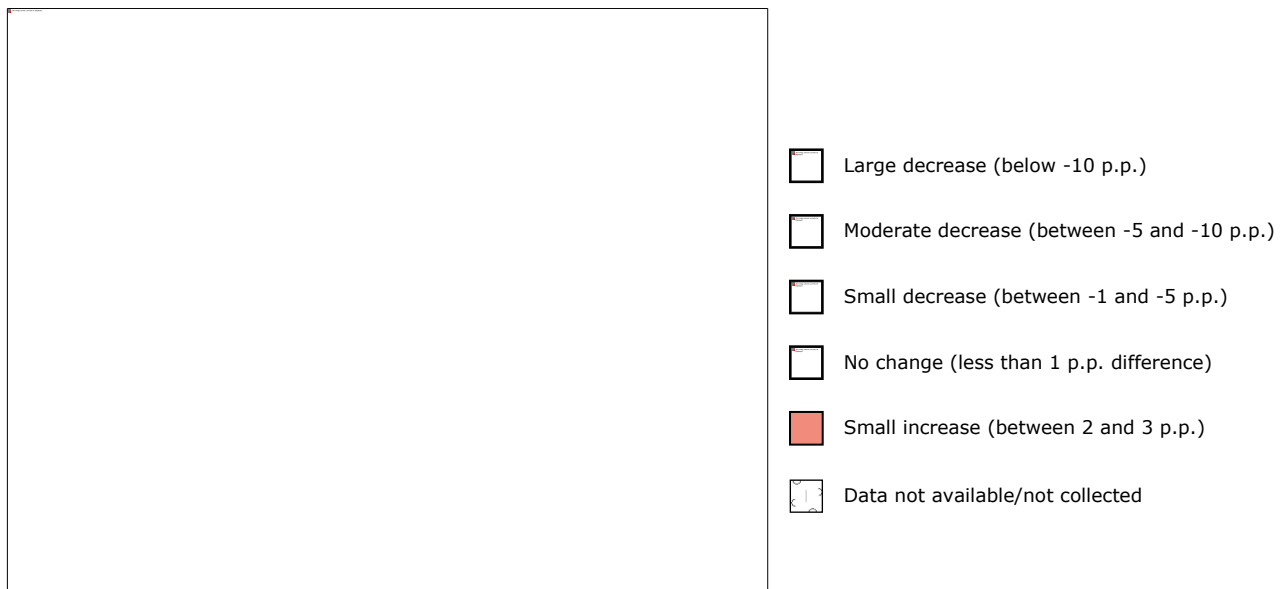 Large decrease (below -10 p.p.)
Moderate decrease (between -5 and -10 p.p.)
Small decrease (between -1 and -5 p.p.)
No change (less than 1 p.p. difference)
Small increase (between 2 and 3 p.p.)
Data not available/not collected